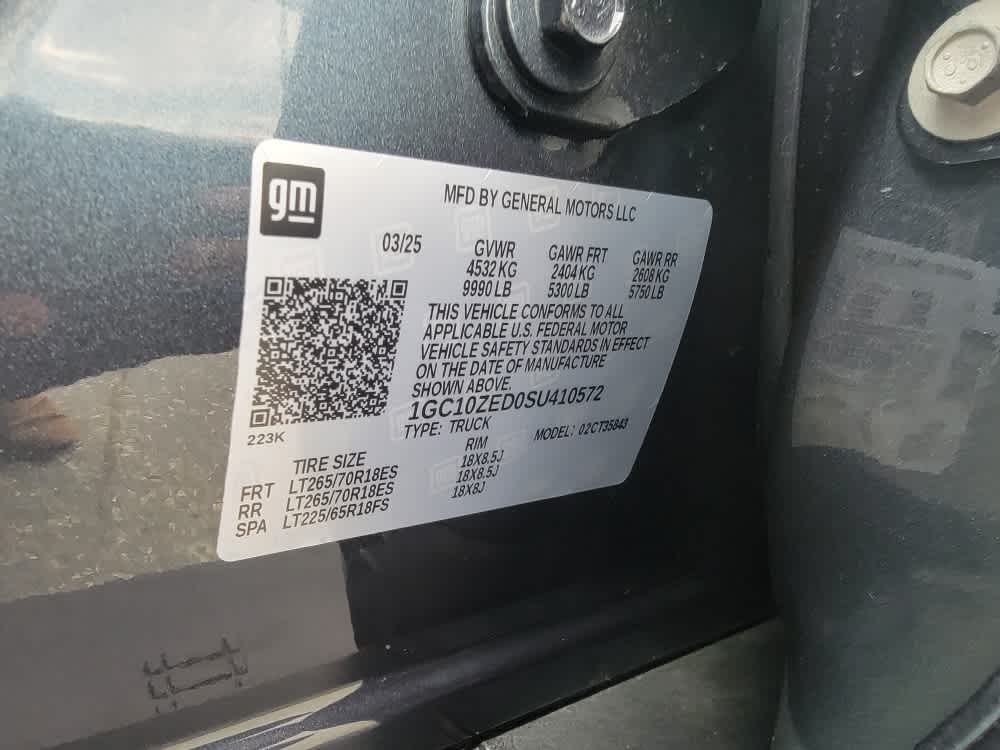 gm
MFD BY GENERAL MOTORS LLC
03/25 GVWR GAWR FRT GAWR RR
4532 KG 2404 KG 2608 KG
9990 LB 5300 LB 5750 LB
THIS VEHICLE CONFORMS TO ALL
APPLICABLE U.S. FEDERAL MOTOR
VEHICLE SAFETY STANDARDS IN EFFECT
ON THE DATE OF MANUFACTURE
SHOWN ABOVE.
1GC10ZED0SU410572
TYPE: TRUCK MODEL: 02CT35843
223K
TIRE SIZE RIM
FRT LT265/70R18ES 18X8.5J
RR LT265/70R18ES 18X8.5J
SPA LT225/65R18FS 18X8J